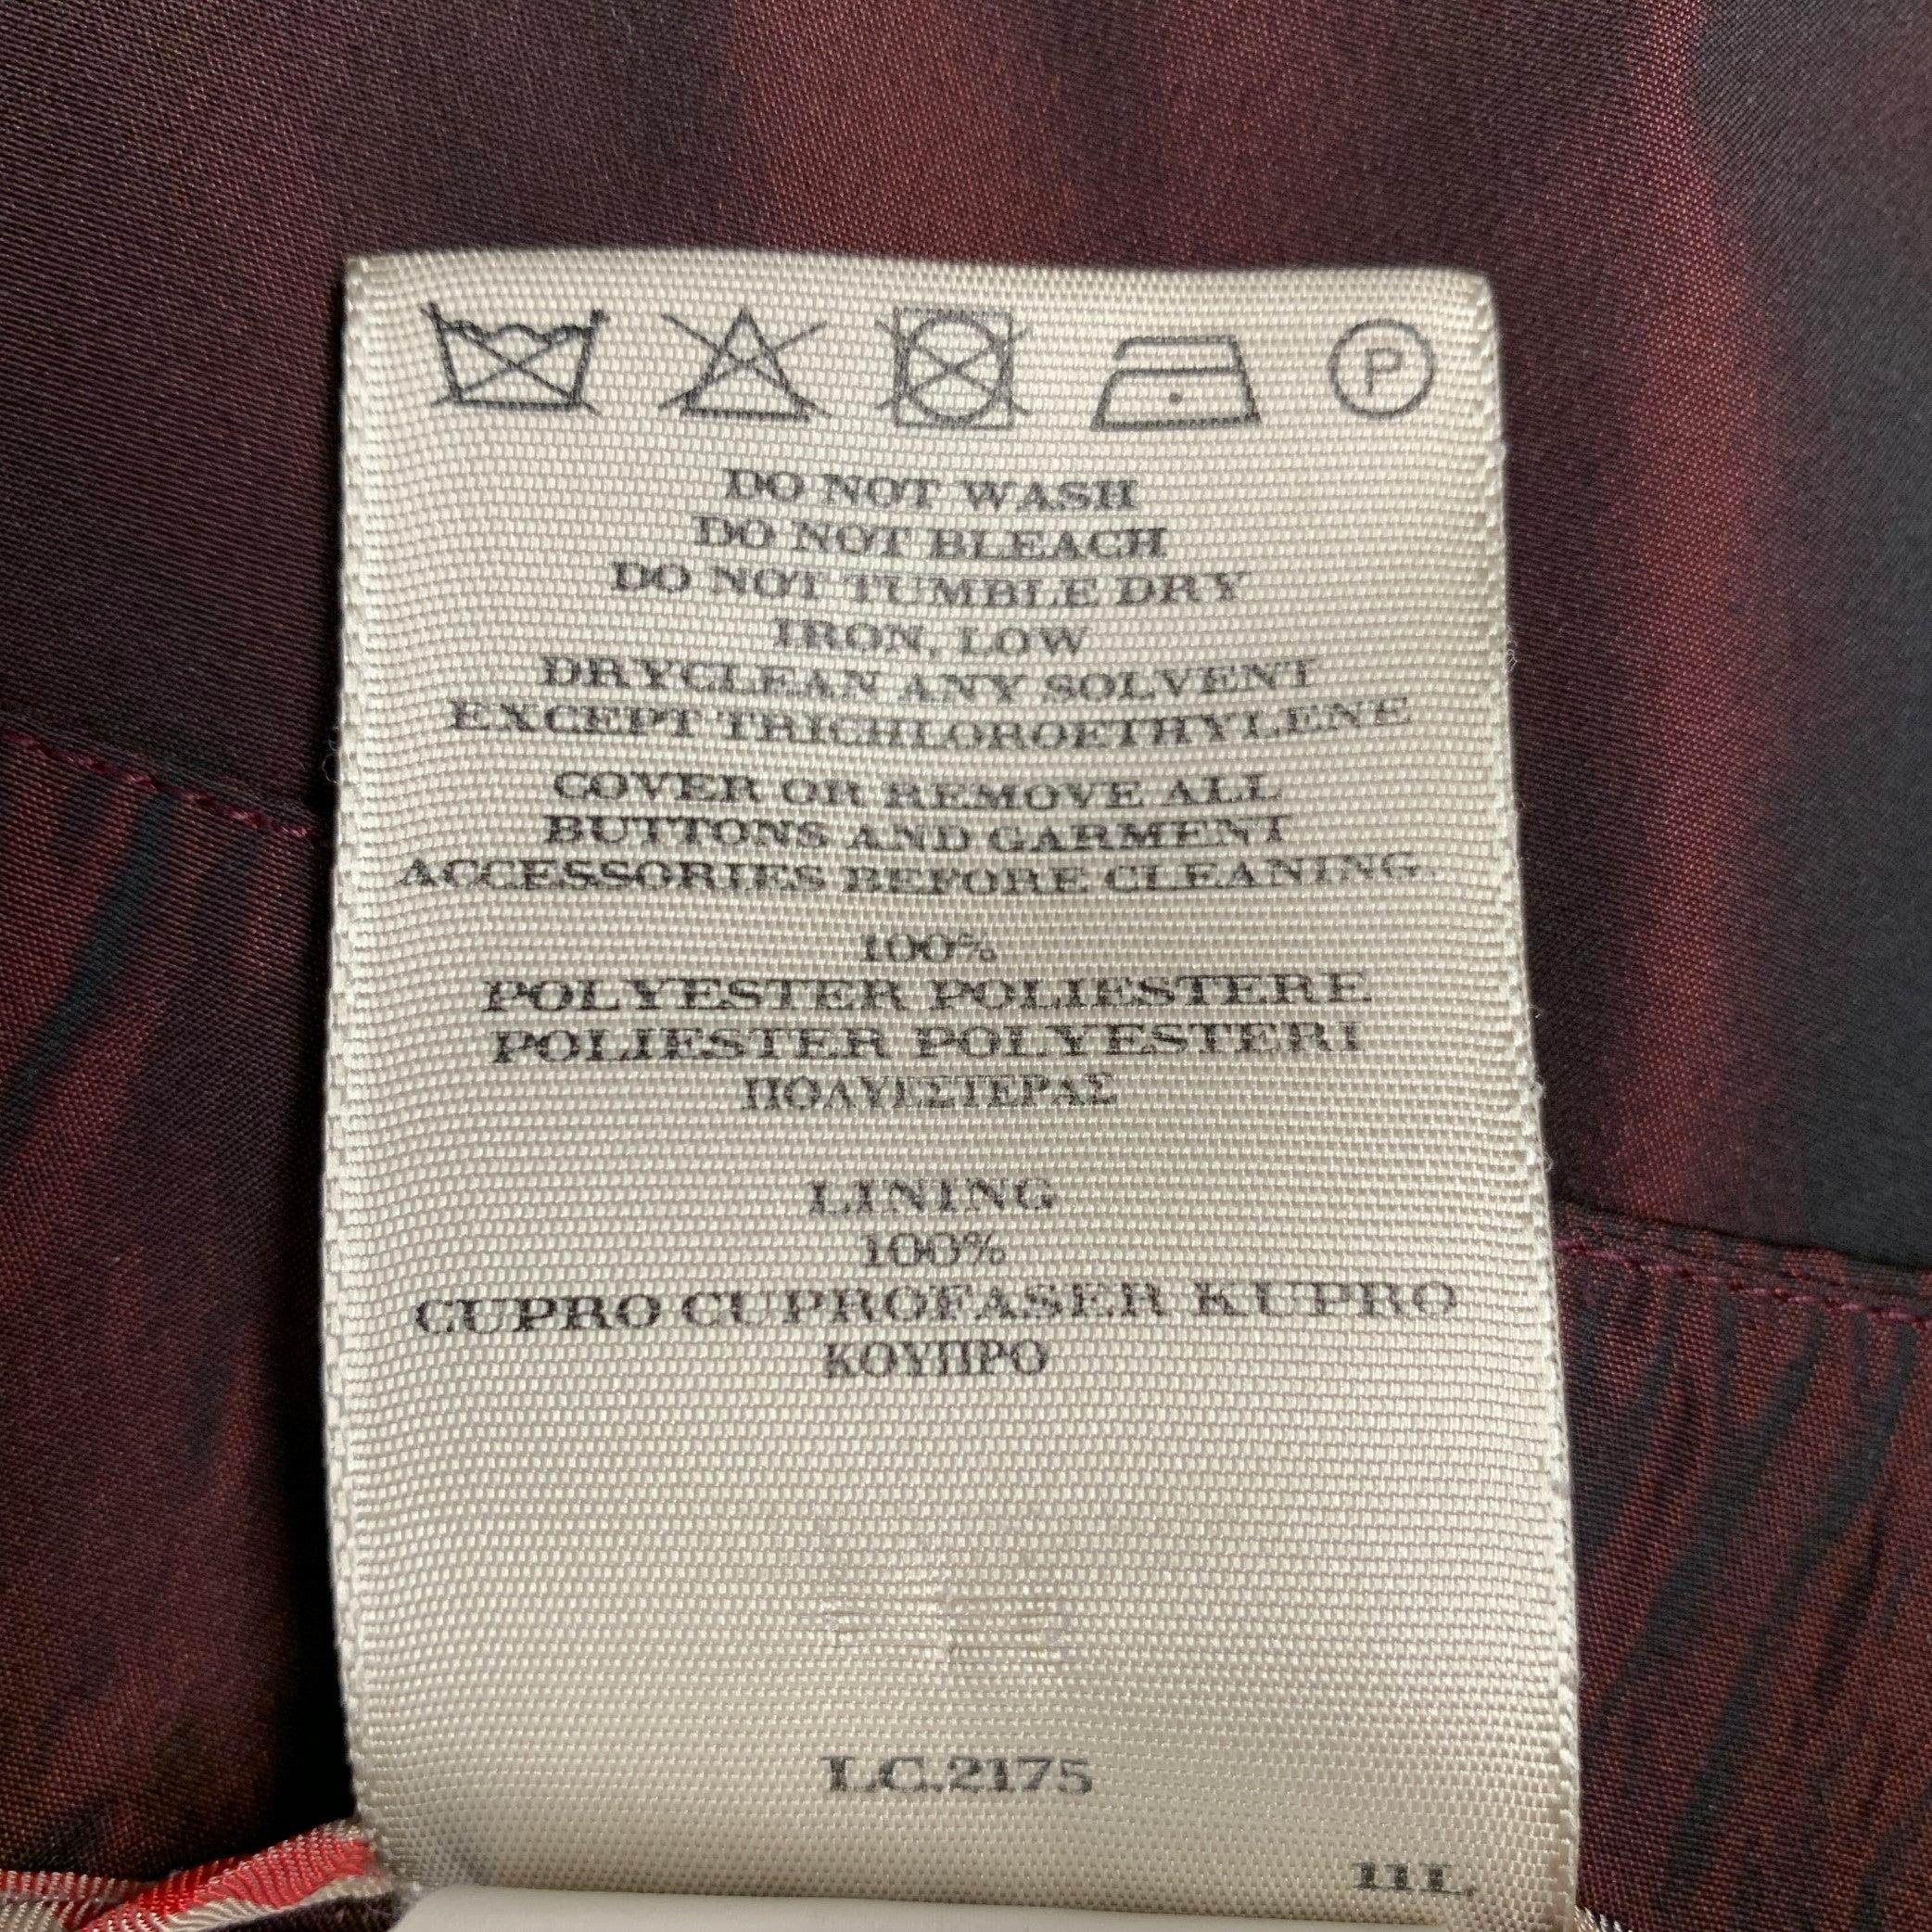 P
DO NOT WASH
DO NOT BLEACH
DO NOT TUMBLE DRY
IRON, LOW
DRYCLEAN ANY SOLVENT
EXCEPT TRICHLOROETHYLENE
COVER OR REMOVE ALL
BUTTONS AND GARMENT
ACCESSORIES BEFORE CLEANING.
100%
POLYESTER POLIESTERE
POLIESTER POLYESTERI
ΠΟΛΥΕΣΤΕΡΑΣ
LINING
100%
CUPRO CUPROFASER KUPRO
ΚΟΥΠΡΟ
LC.2175
11L